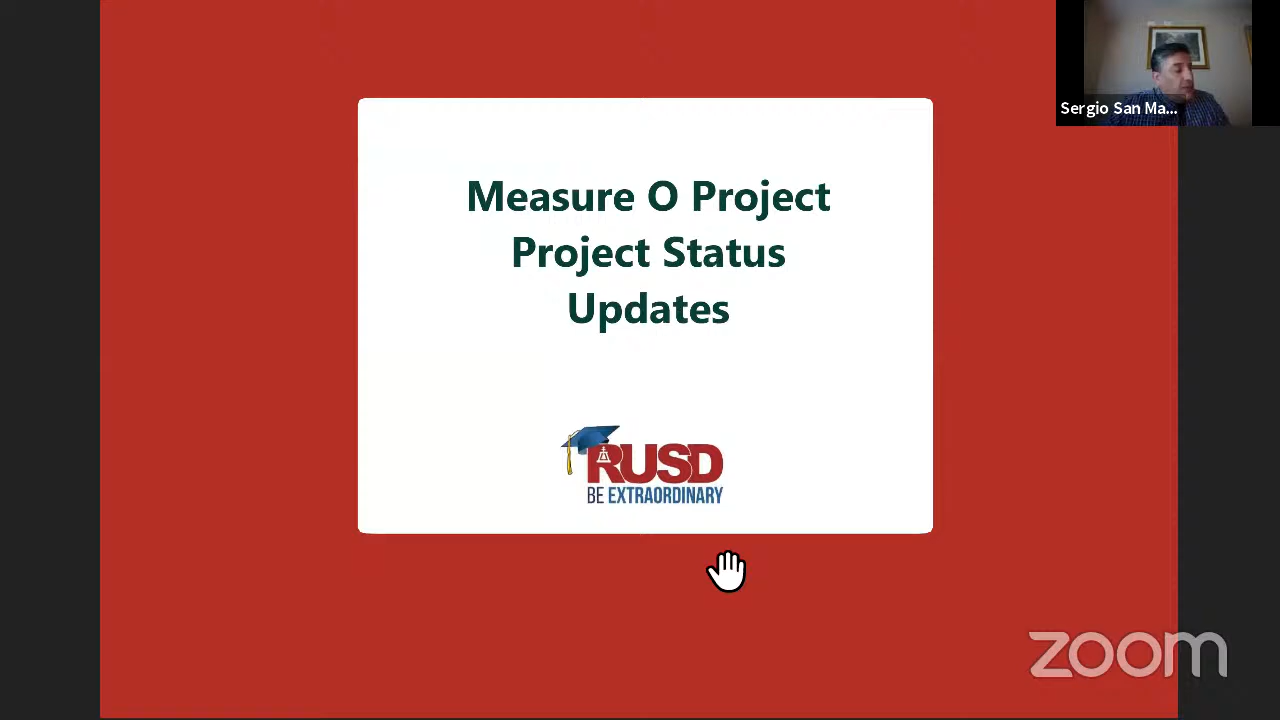 Sergio San Ma...
Measure O Project
Project Status
Updates
RUSD
BE EXTRAORDINARY
zoom